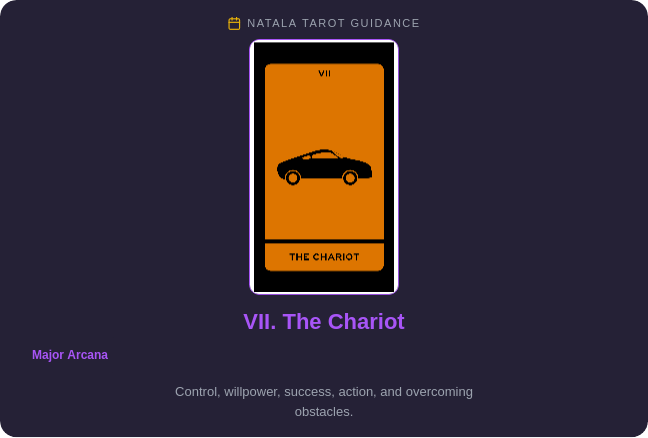 NATALA TAROT GUIDANCE
VII
THE CHARIOT
VII. The Chariot
Major Arcana
Control, willpower, success, action, and overcoming
obstacles.